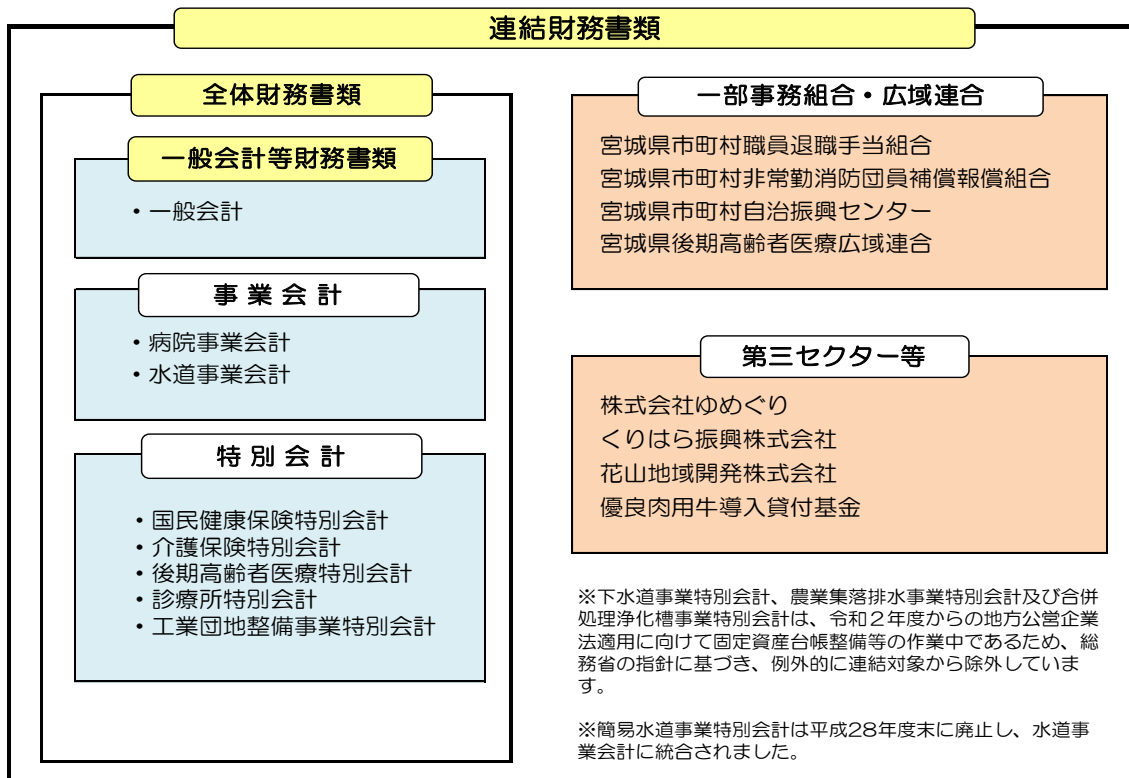 連結財務書類
全体財務書類
一般会計等財務書類
・一般会計
事 業 会 計
・病院事業会計
・水道事業会計
特 別 会 計
・国民健康保険特別会計
・介護保険特別会計
・後期高齢者医療特別会計
・診療所特別会計
・工業団地整備事業特別会計
一部事務組合・広域連合
宮城県市町村職員退職手当組合
宮城県市町村非常勤消防団員補償報償組合
宮城県市町村自治振興センター
宮城県後期高齢者医療広域連合
第三セクター等
株式会社ゆめぐり
くりはら振興株式会社
花山地域開発株式会社
優良肉用牛導入貸付基金
※下水道事業特別会計、農業集落排水事業特別会計及び合併
処理浄化槽事業特別会計は、令和２年度からの地方公営企業
法適用に向けて固定資産台帳整備等の作業中であるため、総
務省の指針に基づき、例外的に連結対象から除外していま
す。
※簡易水道事業特別会計は平成28年度末に廃止し、水道事
業会計に統合されました。